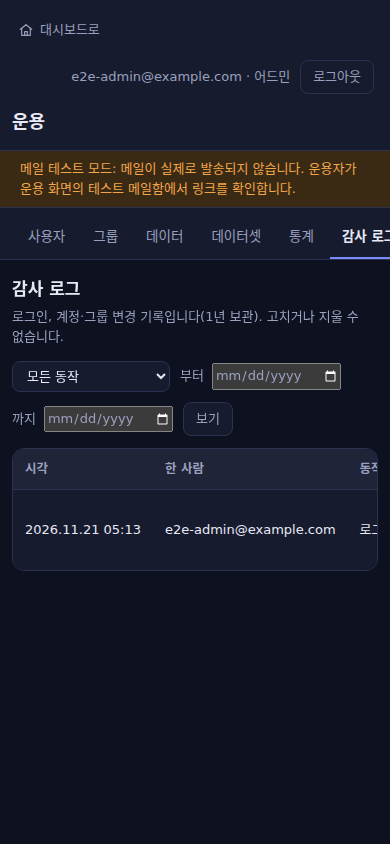 대시보드로
e2e-admin@example.com · 어드민
로그아웃
운용
메일 테스트 모드: 메일이 실제로 발송되지 않습니다. 운용자가
운용 화면의 테스트 메일함에서 링크를 확인합니다.
사용자 그룹 데이터 데이터셋 통계 감사 로그
감사 로그
로그인, 계정·그룹 변경 기록입니다(1년 보관). 고치거나 지울 수
없습니다.
모든 동작 부터 mm/dd/yyyy
까지 mm/dd/yyyy 보기
시각 한 사람 동작
2026.11.21 05:13 e2e-admin@example.com 로그